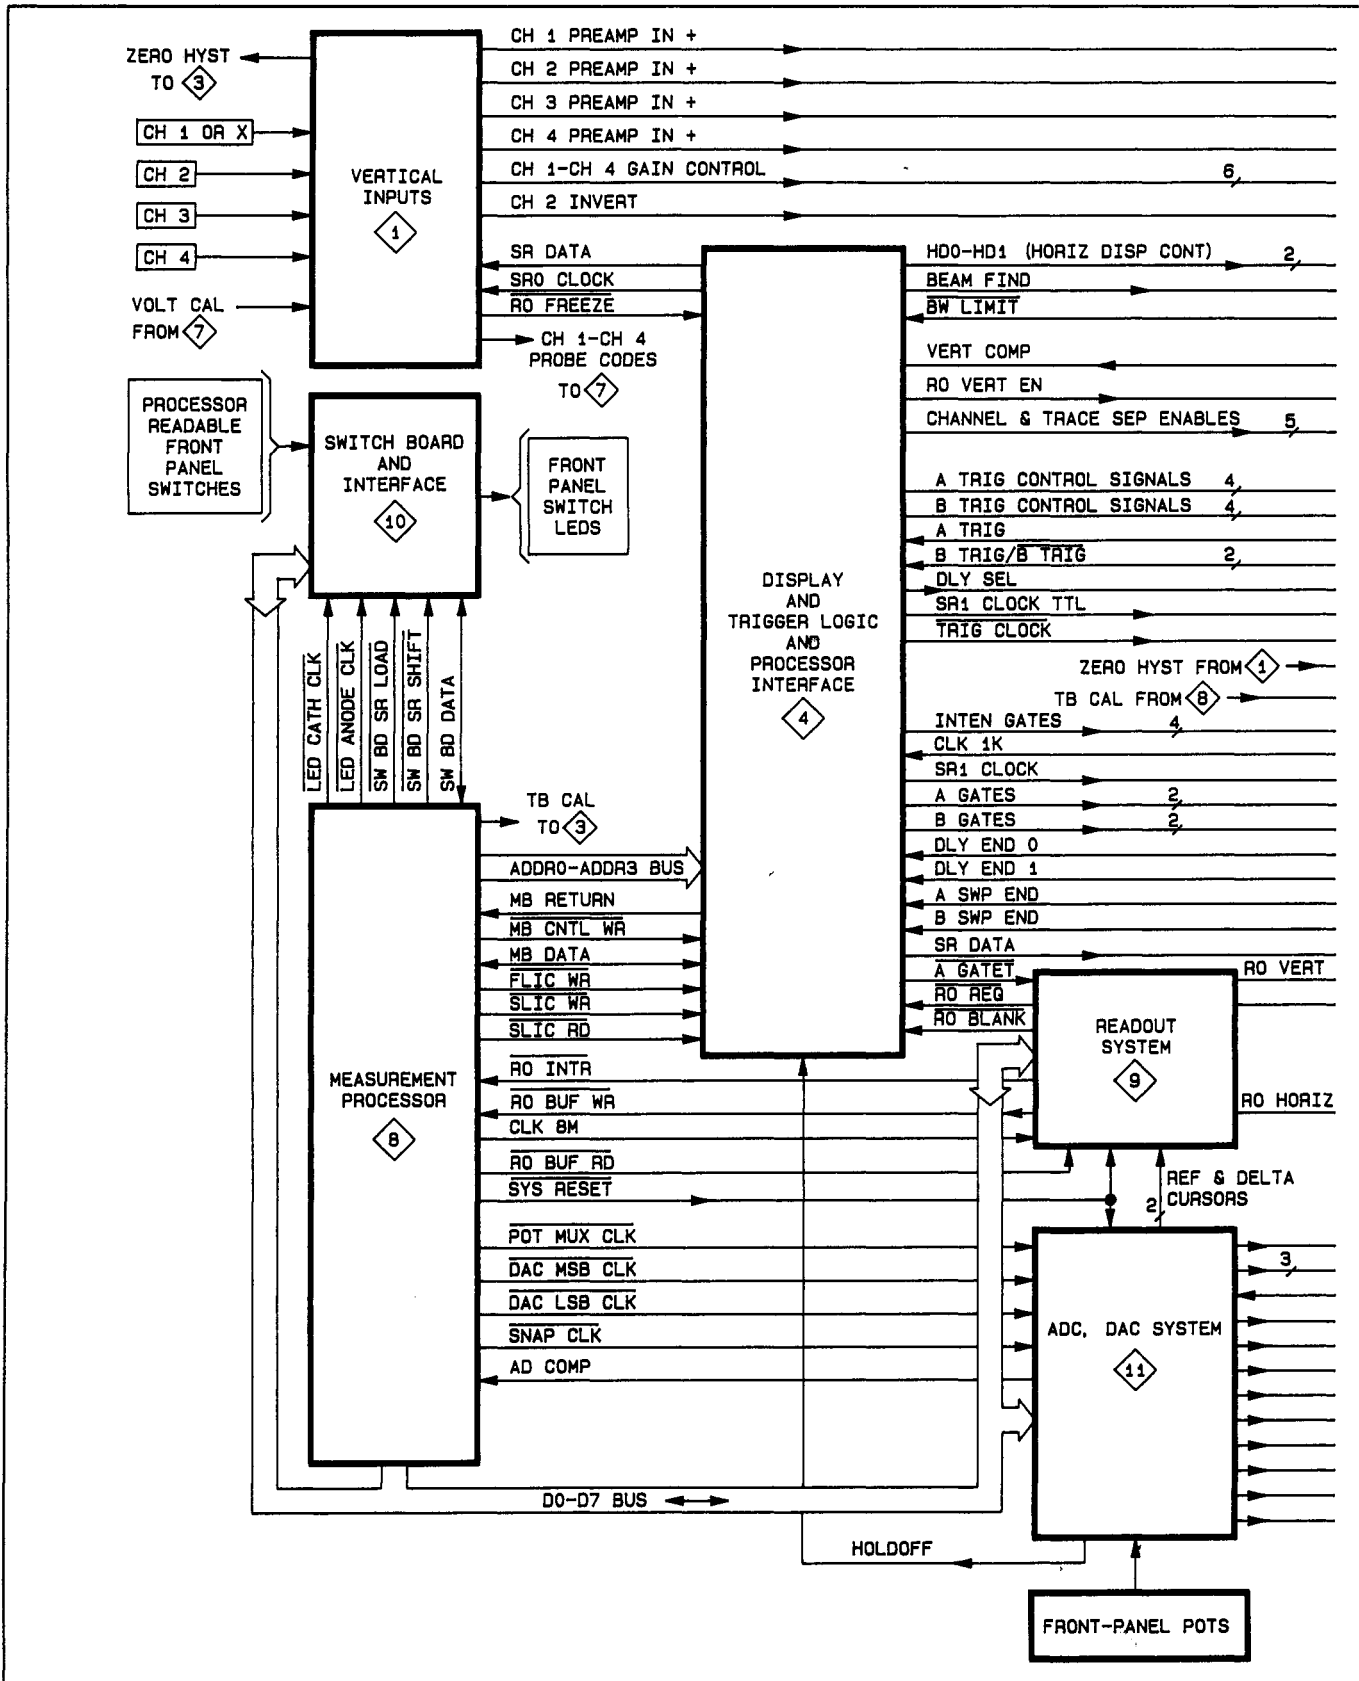 CH 1 PREAMP IN +
ZERO HYST
TO 3
CH 2 PREAMP IN +
CH 3 PREAMP IN +
CH 1 OR X
CH 4 PREAMP IN +
VERTICAL
INPUTS
1
CH 2
CH 1-CH 4 GAIN CONTROL
6
CH 3
CH 2 INVERT
CH 4
SR DATA
SR0 CLOCK
RO FREEZE
VOLT CAL
FROM 7
CH 1-CH 4
PROBE CODES
TO 7
HD0-HD1 (HORIZ DISP CONT)
2
BEAM FIND
BW LIMIT
VERT COMP
RO VERT EN
CHANNEL & TRACE SEP ENABLES
5
PROCESSOR
READABLE
FRONT
PANEL
SWITCHES
SWITCH BOARD
AND
INTERFACE
10
FRONT
PANEL
SWITCH
LEDS
A TRIG CONTROL SIGNALS
4
B TRIG CONTROL SIGNALS
4
A TRIG
B TRIG/B TRIG
2
DLY SEL
SR1 CLOCK TTL
TRIG CLOCK
ZERO HYST FROM 1
TB CAL FROM 8
DISPLAY
AND
TRIGGER LOGIC
AND
PROCESSOR
INTERFACE
4
INTEN GATES
4
CLK 1K
SR1 CLOCK
A GATES
2
B GATES
2
DLY END 0
DLY END 1
A SWP END
B SWP END
SR DATA
A GATET
RO REQ
RO BLANK
LED CATH CLK
LED ANODE CLK
SW BD SR LOAD
SW BD SR SHIFT
SW BD DATA
TB CAL
TO 3
ADDR0-ADDR3 BUS
MB RETURN
MB CNTL WR
MB DATA
FLIC WR
SLIC WR
SLIC RD
RO INTR
RO BUF WR
CLK 8M
RO BUF RD
SYS RESET
POT MUX CLK
DAC MSB CLK
DAC LSB CLK
SNAP CLK
AD COMP
MEASUREMENT
PROCESSOR
8
READOUT
SYSTEM
9
RO VERT
RO HORIZ
REF & DELTA
CURSORS
2
3
ADC, DAC SYSTEM
11
D0-D7 BUS
HOLDOFF
FRONT-PANEL POTS